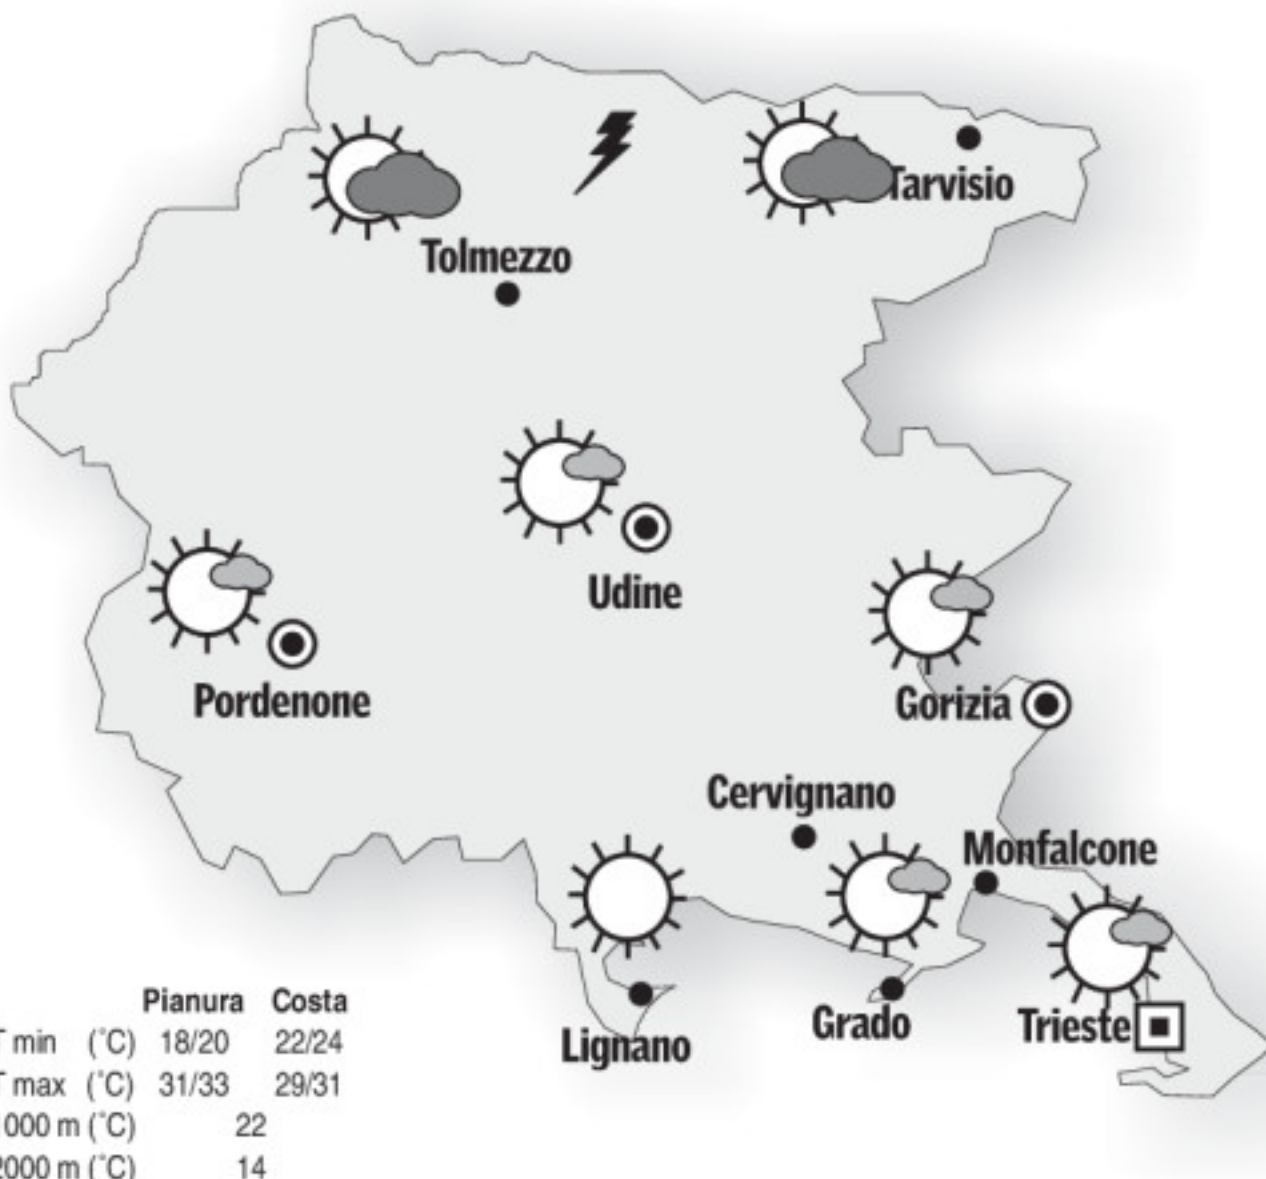 Tarvisio
Tolmezzo
Udine
Pordenone
Gorizia
Cervignano
Monfalcone
Grado
Trieste
Lignano
Pianura Costa
T min (°C) 18/20 22/24
T max (°C) 31/33 29/31
000 m (°C) 22
2000 m (°C) 14